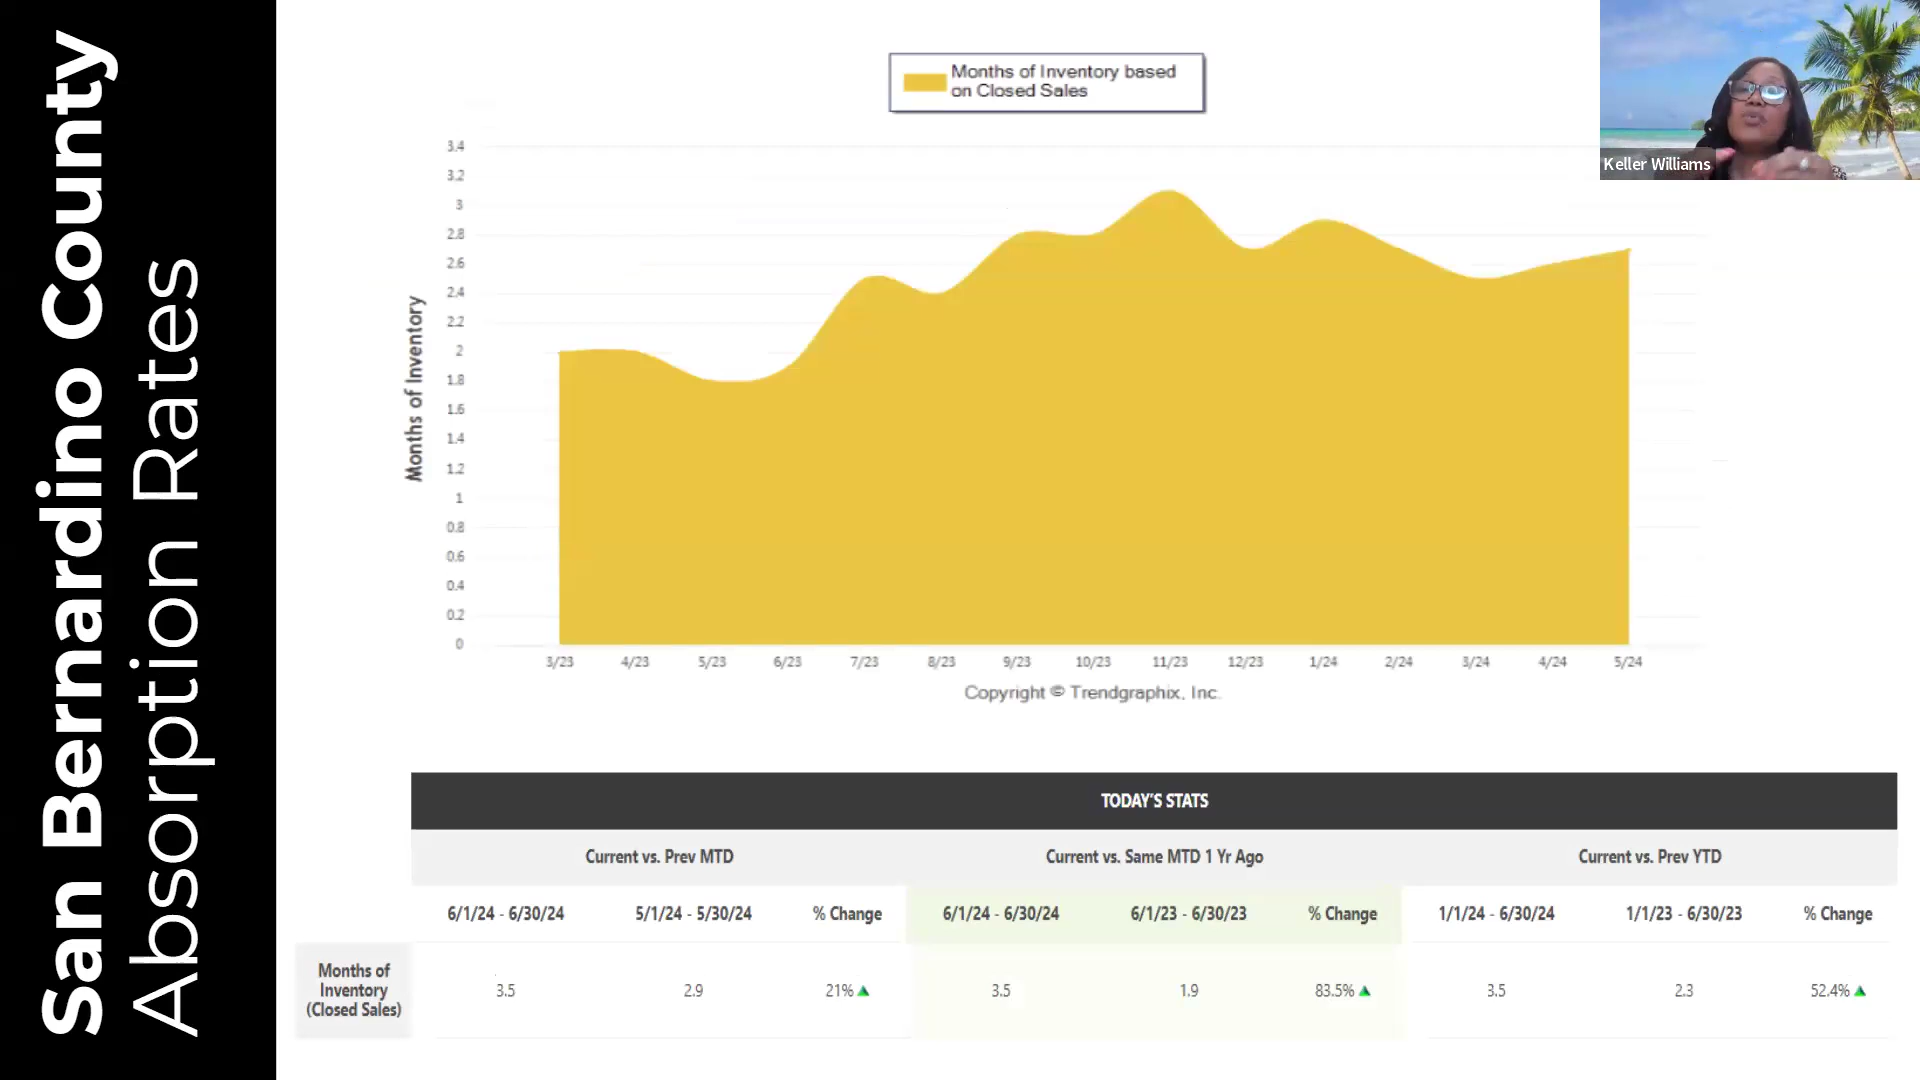 San Bernardino County
Absorption Rates
Months of Inventory based
on Closed Sales
Keller Williams
Months of Inventory
3.4
3.2
3
2.8
2.6
2.4
2.2
2
1.8
1.6
1.4
1.2
1
0.8
0.6
0.4
0.2
0
3/23 4/23 5/23 6/23 7/23 8/23 9/23 10/23 11/23 12/23 1/24 2/24 3/24 4/24 5/24
Copyright © Trendgraphix, Inc.
TODAY'S STATS
Current vs. Prev MTD Current vs. Same MTD 1 Yr Ago Current vs. Prev YTD
6/1/24 - 6/30/24 5/1/24 - 5/30/24 % Change 6/1/24 - 6/30/24 6/1/23 - 6/30/23 % Change 1/1/24 - 6/30/24 1/1/23 - 6/30/23 % Change
Months of
Inventory
(Closed Sales)
3.5 2.9 21% 3.5 1.9 83.5% 3.5 2.3 52.4%